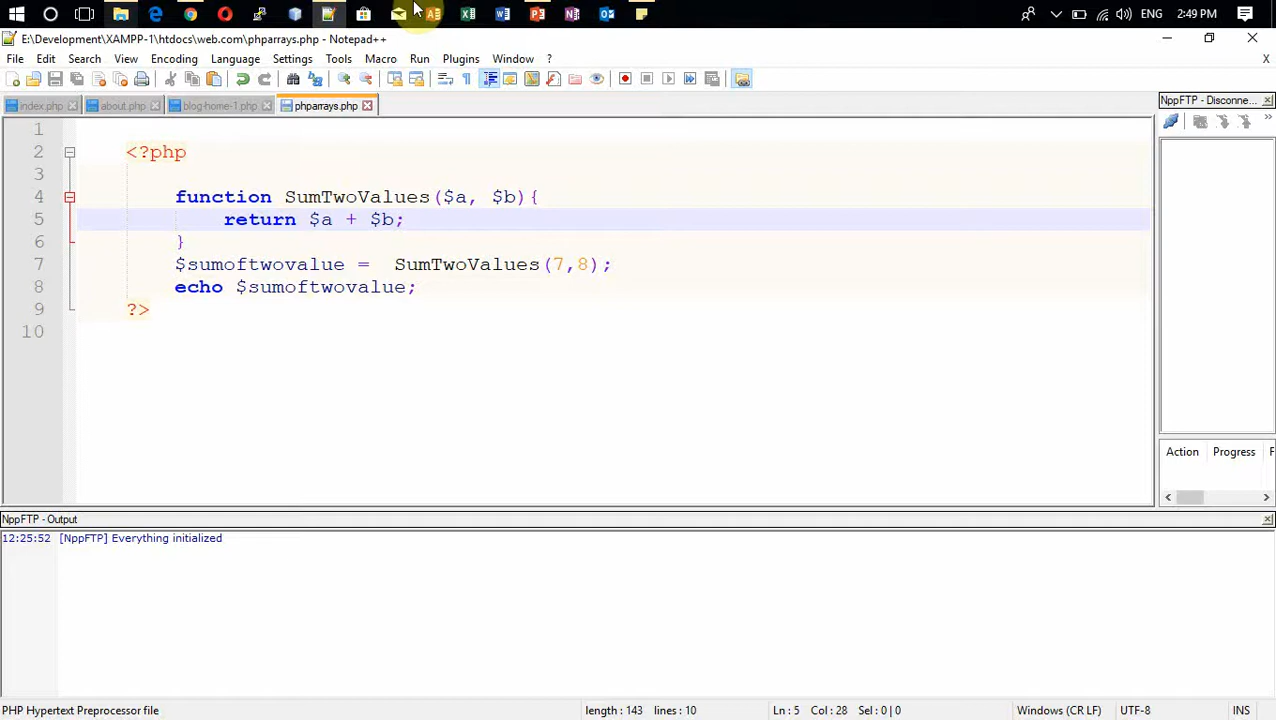 ENG 2:49 PM
E:\Development\XAMPP-1\htdocs\web.com\phparrays.php - Notepad++
File Edit Search View Encoding Language Settings Tools Macro Run Plugins Window ? X
index.php about.php blog-home-1.php phparrays.php
NppFTP - Disconne...
1
2 <?php
3
4 function SumTwoValues($a, $b){
5 return $a + $b;
6 }
7 $sumoftwovalue = SumTwoValues(7,8);
8 echo $sumoftwovalue;
9 ?>
10
Action Progress F
NppFTP - Output
12:25:52 [NppFTP] Everything initialized
PHP Hypertext Preprocessor file length : 143 lines : 10 Ln : 5 Col : 28 Sel : 0 | 0 Windows (CR LF) UTF-8 INS